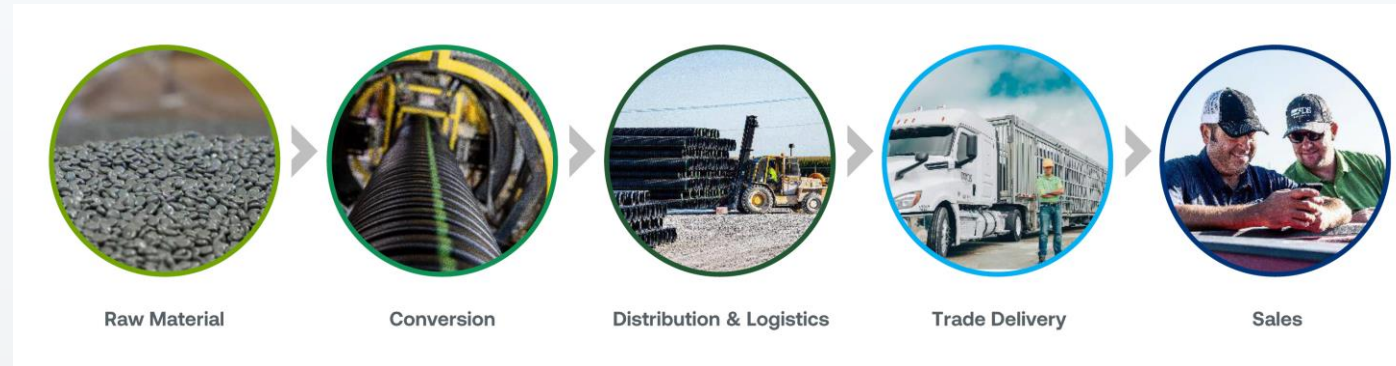 Raw Material
Conversion
Distribution & Logistics
Trade Delivery
Sales